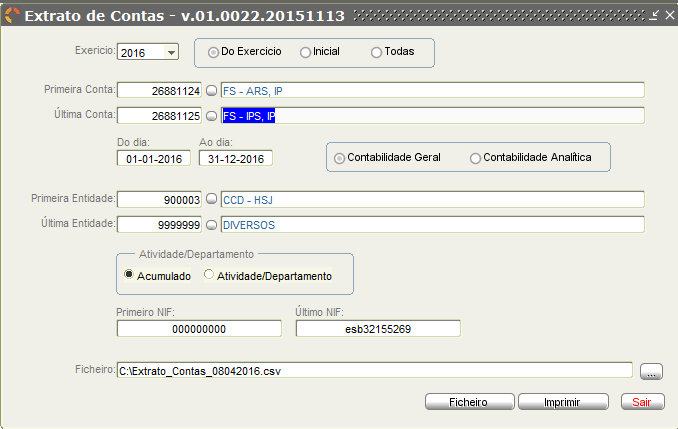 Extrato de Contas - v.01.0022.20151113
Exercicio: 2016 Do Exercicio Inicial Todas
Primeira Conta: 26881124 FS - ARS, IP
Última Conta: 26881125 FS - IPS, IP
Do dia: Ao dia:
01-01-2016 31-12-2016 Contabilidade Geral Contabilidade Analítica
Primeira Entidade: 900003 CCD - HSJ
Última Entidade: 9999999 DIVERSOS
Atividade/Departamento
Acumulado Atividade/Departamento
Primeiro NIF: Último NIF:
000000000 esb32155269
Ficheiro: C:\Extrato_Contas_08042016.csv ...
Ficheiro Imprimir Sair